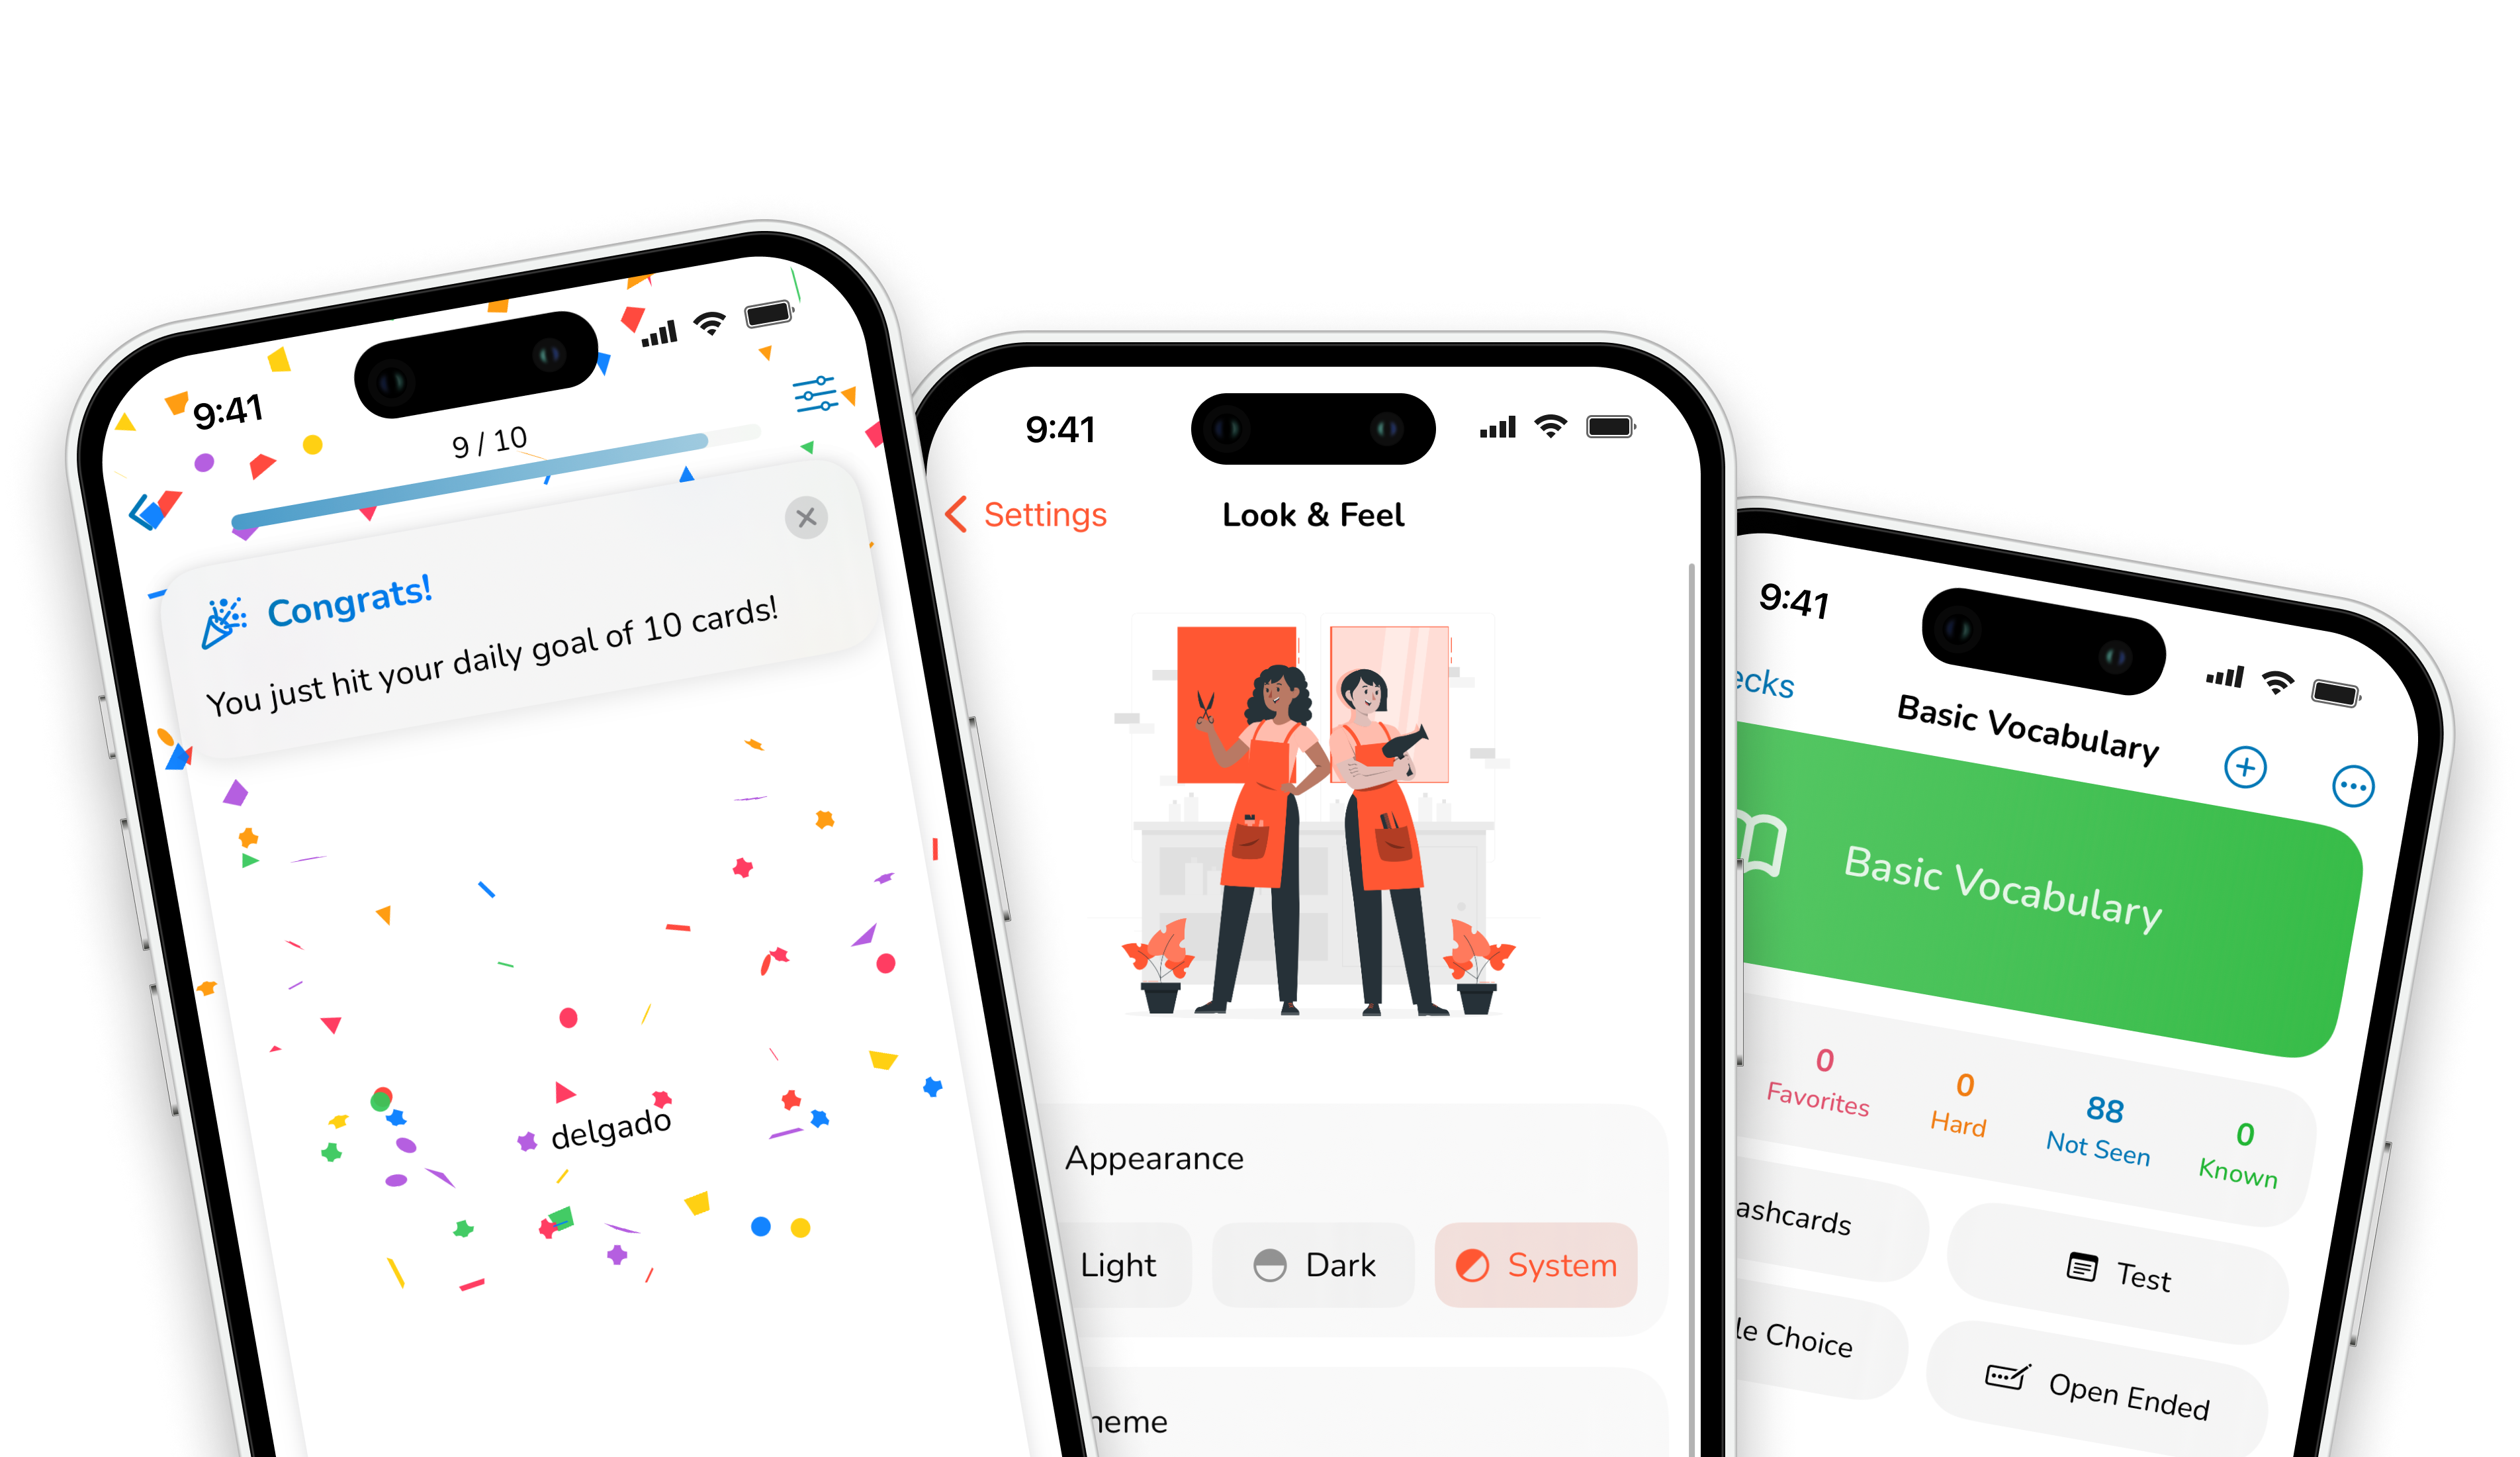 9:41
9 / 10
Congrats!
You just hit your daily goal of 10 cards!
delgado
9:41
Settings
Look & Feel
Appearance
Light
Dark
System
heme
9:41
ecks
Basic Vocabulary
Basic Vocabulary
0
Favorites
0
Hard
88
Not Seen
0
Known
ashcards
Test
le Choice
Open Ended